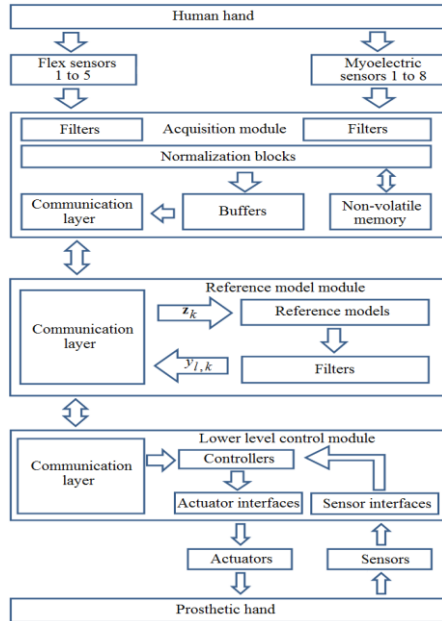 Human hand
Flex sensors
1 to 5
Myoelectric
sensors 1 to 8
Filters
Acquisition module
Filters
Normalization blocks
Communication
layer
Buffers
Non-volatile
memory
Reference model module
Communication
layer
z_k
Reference models
y_{l,k}
Filters
Lower level control module
Communication
layer
Controllers
Actuator interfaces
Sensor interfaces
Actuators
Sensors
Prosthetic hand